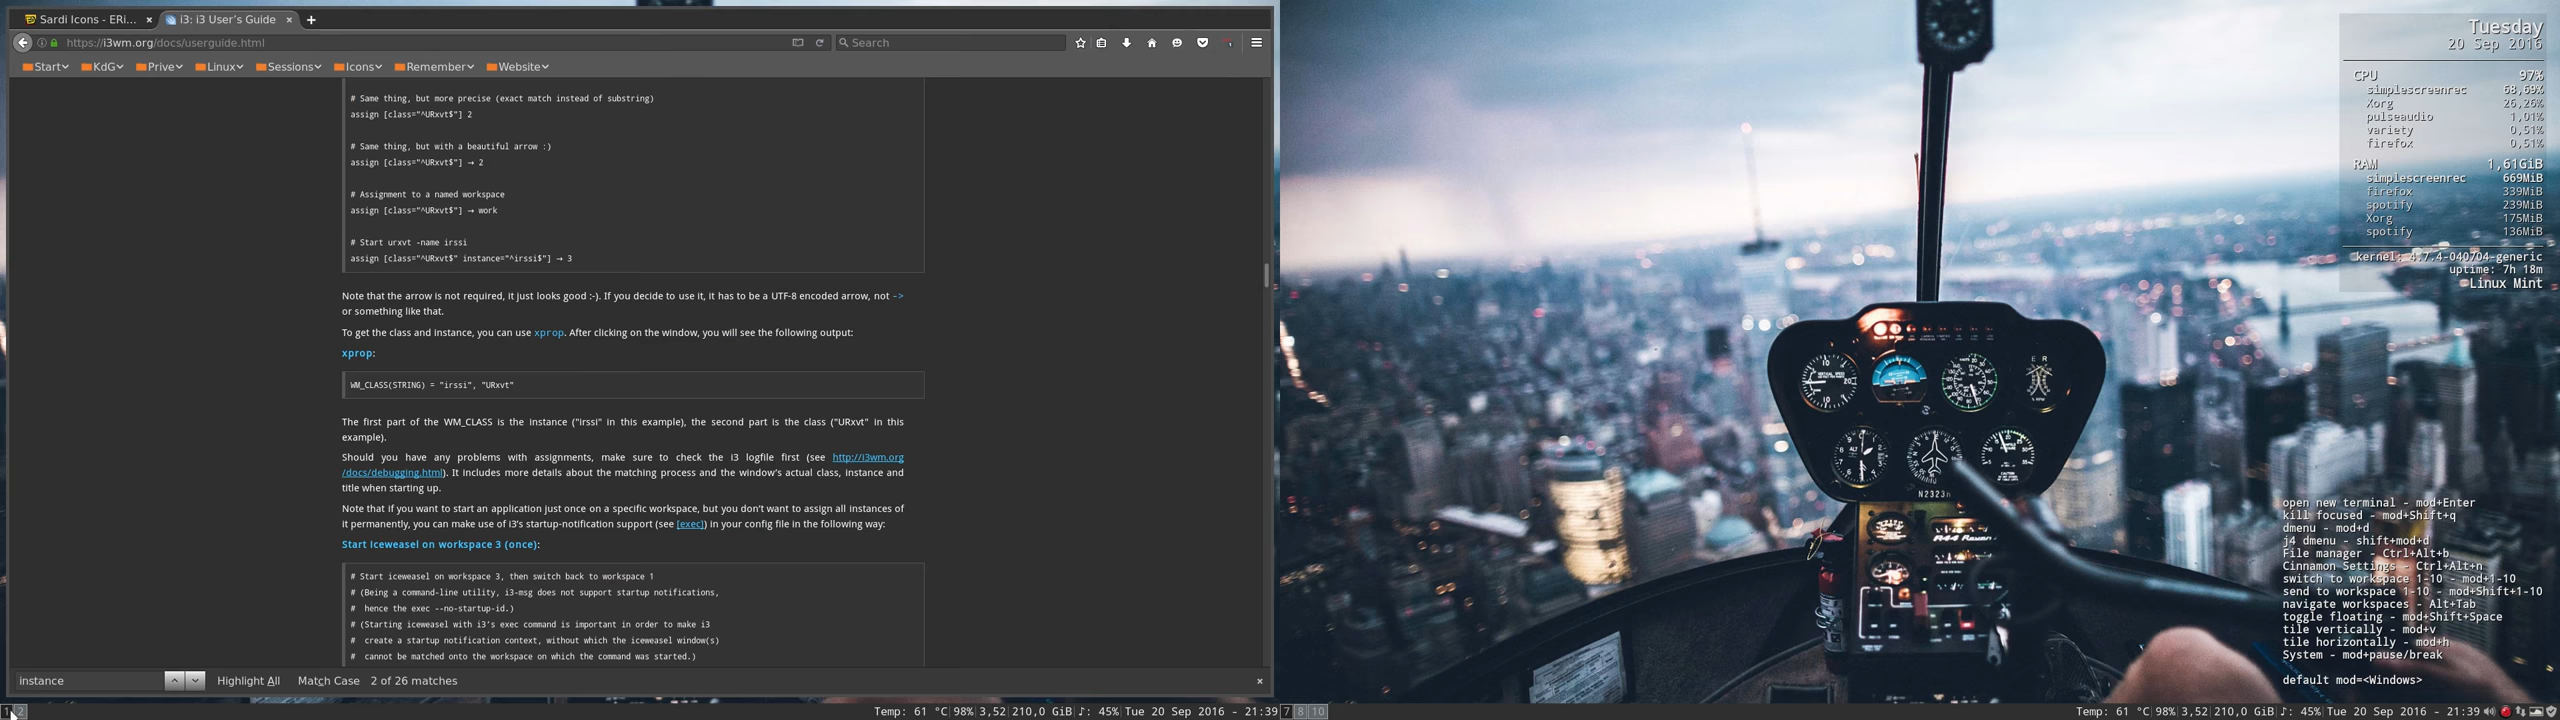 Sardi Icons - ERi...
i3: i3 User's Guide
https://i3wm.org/docs/userguide.html
Search
Start
KdG
Prive
Linux
Sessions
Icons
Remember
Website
# Same thing, but more precise (exact match instead of substring)
assign [class="^URxvt$"] 2
# Same thing, but with a beautiful arrow :)
assign [class="^URxvt$"] → 2
# Assignment to a named workspace
assign [class="^URxvt$"] → work
# Start urxvt -name irssi
assign [class="^URxvt$" instance="^irssi$"] → 3
Note that the arrow is not required, it just looks good :-). If you decide to use it, it has to be a UTF-8 encoded arrow, not ->
or something like that.
To get the class and instance, you can use xprop. After clicking on the window, you will see the following output:
xprop:
WM_CLASS(STRING) = "irssi", "URxvt"
The first part of the WM_CLASS is the instance ("irssi" in this example), the second part is the class ("URxvt" in this
example).
Should you have any problems with assignments, make sure to check the i3 logfile first (see http://i3wm.org
/docs/debugging.html). It includes more details about the matching process and the window's actual class, instance and
title when starting up.
Note that if you want to start an application just once on a specific workspace, but you don't want to assign all instances of
it permanently, you can make use of i3's startup-notification support (see [exec]) in your config file in the following way:
Start iceweasel on workspace 3 (once):
# Start iceweasel on workspace 3, then switch back to workspace 1
# (Being a command-line utility, i3-msg does not support startup notifications,
#  hence the exec --no-startup-id.)
# (Starting iceweasel with i3's exec command is important in order to make i3
#  create a startup notification context, without which the iceweasel window(s)
#  cannot be matched onto the workspace on which the command was started.)
instance
Highlight All
Match Case
2 of 26 matches
1 2
Temp: 61 °C| 98%| 3,52| 210,0 GiB| ♪: 45%| Tue 20 Sep 2016 - 21:39
Tuesday
20 Sep 2016
CPU 97%
simplescreenrec 68,69%
Xorg 26,26%
pulseaudio 1,01%
variety 0,51%
firefox 0,51%
RAM 1,61GiB
simplescreenrec 669MiB
firefox 339MiB
spotify 239MiB
Xorg 175MiB
spotify 136MiB
kernel: 4.7.4-040704-generic
uptime: 7h 18m
Linux Mint
N2323H
R44 Raven
open new terminal - mod+Enter
kill focused - mod+Shift+q
dmenu - mod+d
j4 dmenu - shift+mod+d
File manager - Ctrl+Alt+b
Cinnamon Settings - Ctrl+Alt+n
switch to workspace 1-10 - mod+1-10
send to workspace 1-10 - mod+Shift+1-10
navigate workspaces - Alt+Tab
toggle floating - mod+Shift+Space
tile vertically - mod+v
tile horizontally - mod+h
System - mod+pause/break
default mod=<Windows>
7 8 10
Temp: 61 °C| 98%| 3,52| 210,0 GiB| ♪: 45%| Tue 20 Sep 2016 - 21:39